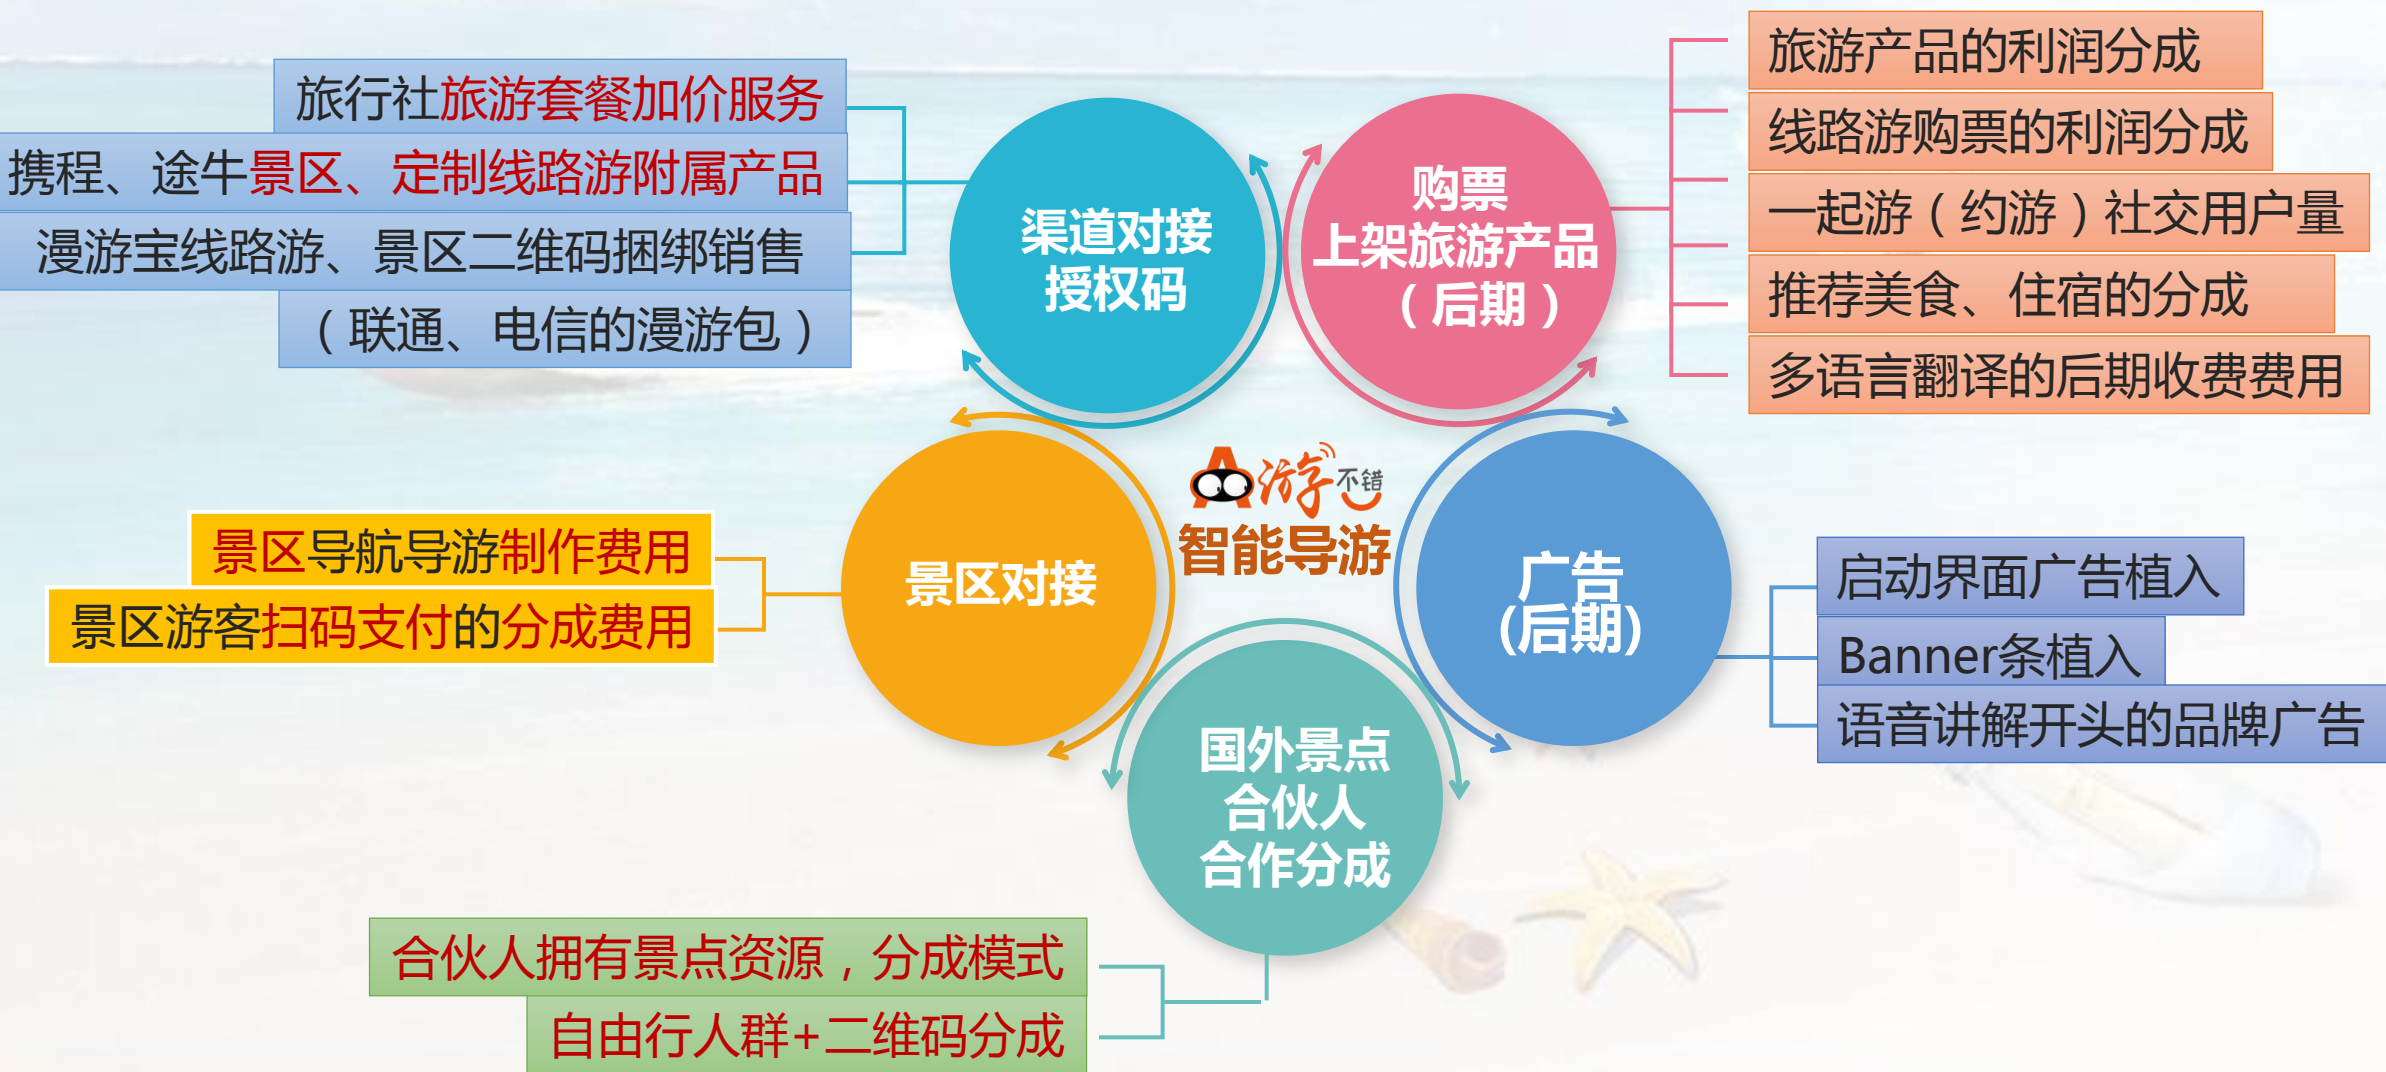 旅行社旅游套餐加价服务
携程、途牛景区、定制线路游附属产品
漫游宝线路游、景区二维码捆绑销售
（联通、电信的漫游包）
渠道对接
授权码
购票
上架旅游产品
（后期）
旅游产品的利润分成
线路游购票的利润分成
一起游（约游）社交用户量
推荐美食、住宿的分成
多语言翻译的后期收费费用
景区导航导游制作费用
景区游客扫码支付的分成费用
景区对接
A游不错
智能导游
广告
(后期)
启动界面广告植入
Banner条植入
语音讲解开头的品牌广告
国外景点
合伙人
合作分成
合伙人拥有景点资源，分成模式
自由行人群+二维码分成